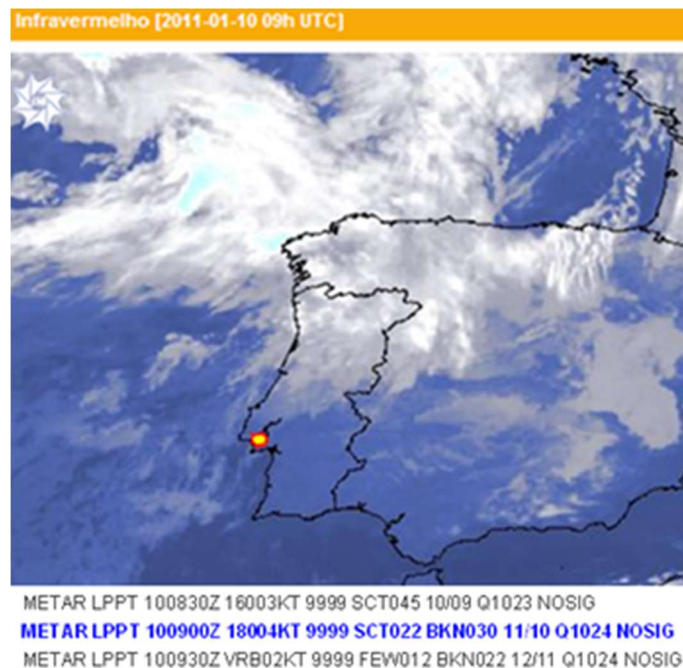 Infravermelho [2011-01-10 09h UTC]
METAR LPPT 100830Z 16003KT 9999 SCT045 10/09 Q1023 NOSIG
METAR LPPT 100900Z 18004KT 9999 SCT022 BKN030 11/10 Q1024 NOSIG
METAR LPPT 100930Z VRB02KT 9999 FEW012 BKN022 12/11 Q1024 NOSIG